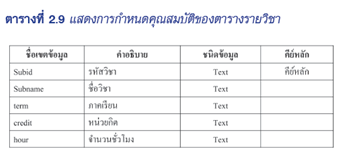 ตารางที่ 2.9 แสดงการกำหนดคุณสมบัติของตารางรายวิชา
ชื่อเขตข้อมูล คำอธิบาย ชนิดข้อมูล คีย์หลัก
Subid รหัสวิชา Text คีย์หลัก
Subname ชื่อวิชา Text
term ภาคเรียน Text
credit หน่วยกิต Text
hour จำนวนชั่วโมง Text